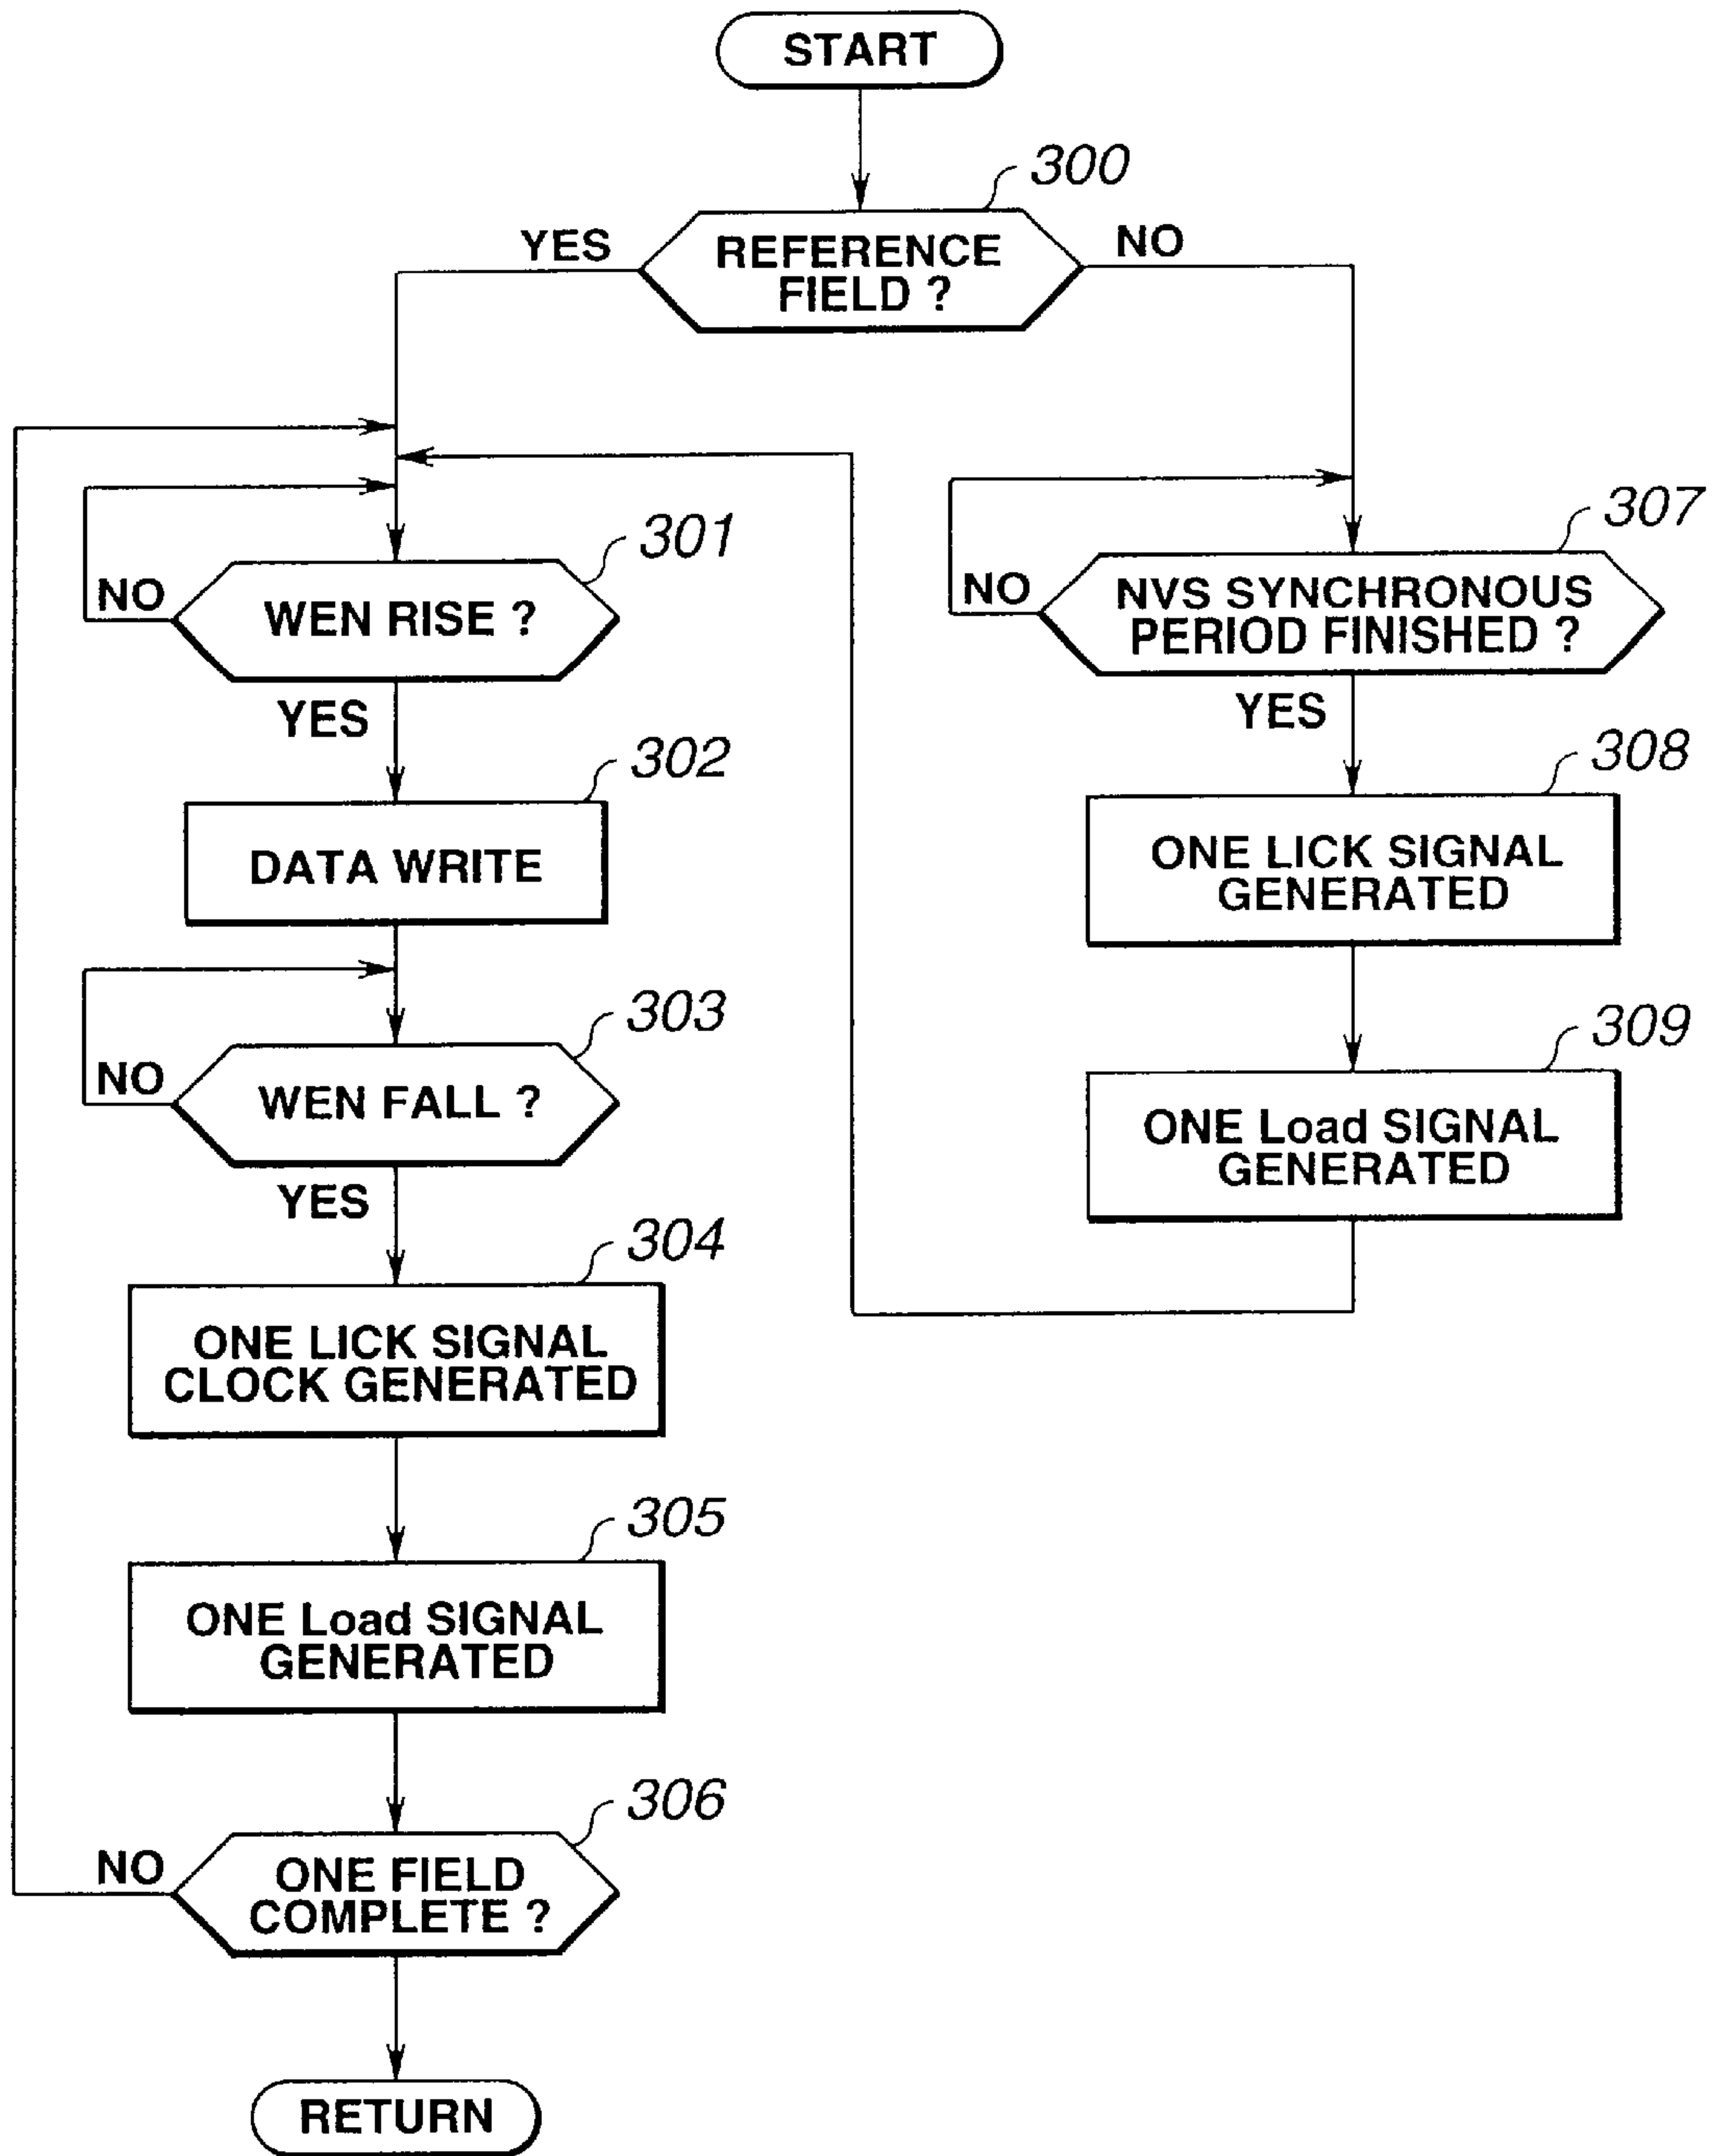 START
300
YES
REFERENCE
FIELD ?
NO
301
NO
WEN RISE ?
YES
302
DATA WRITE
303
NO
WEN FALL ?
YES
304
ONE LICK SIGNAL
CLOCK GENERATED
305
ONE Load SIGNAL
GENERATED
306
NO
ONE FIELD
COMPLETE ?
RETURN
307
NO
NVS SYNCHRONOUS
PERIOD FINISHED ?
YES
308
ONE LICK SIGNAL
GENERATED
309
ONE Load SIGNAL
GENERATED